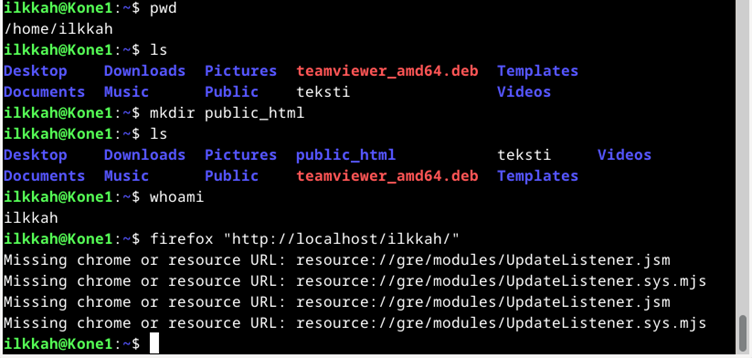 ilkkah@Kone1:~$ pwd
/home/ilkkah
ilkkah@Kone1:~$ ls
Desktop    Downloads  Pictures  teamviewer_amd64.deb  Templates
Documents  Music      Public    teksti                Videos
ilkkah@Kone1:~$ mkdir public_html
ilkkah@Kone1:~$ ls
Desktop    Downloads  Pictures  public_html           teksti     Videos
Documents  Music      Public    teamviewer_amd64.deb  Templates
ilkkah@Kone1:~$ whoami
ilkkah
ilkkah@Kone1:~$ firefox "http://localhost/ilkkah/"
Missing chrome or resource URL: resource://gre/modules/UpdateListener.jsm
Missing chrome or resource URL: resource://gre/modules/UpdateListener.sys.mjs
Missing chrome or resource URL: resource://gre/modules/UpdateListener.jsm
Missing chrome or resource URL: resource://gre/modules/UpdateListener.sys.mjs
ilkkah@Kone1:~$